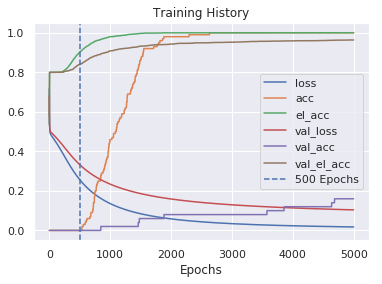 Training History
1.0
0.8
0.6
0.4
0.2
0.0
loss
acc
el_acc
val_loss
val_acc
val_el_acc
500 Epochs
0 1000 2000 3000 4000 5000
Epochs